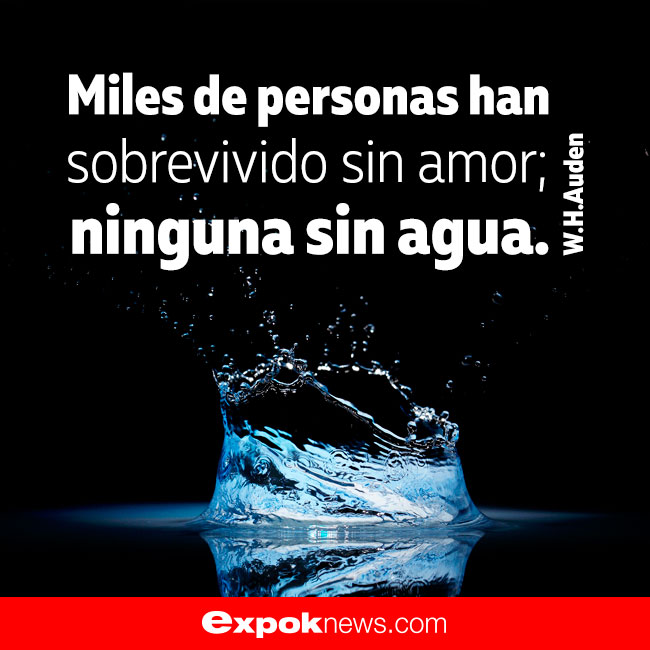 Miles de personas han
sobrevivido sin amor;
ninguna sin agua.
W.H.Auden
expoknews.com